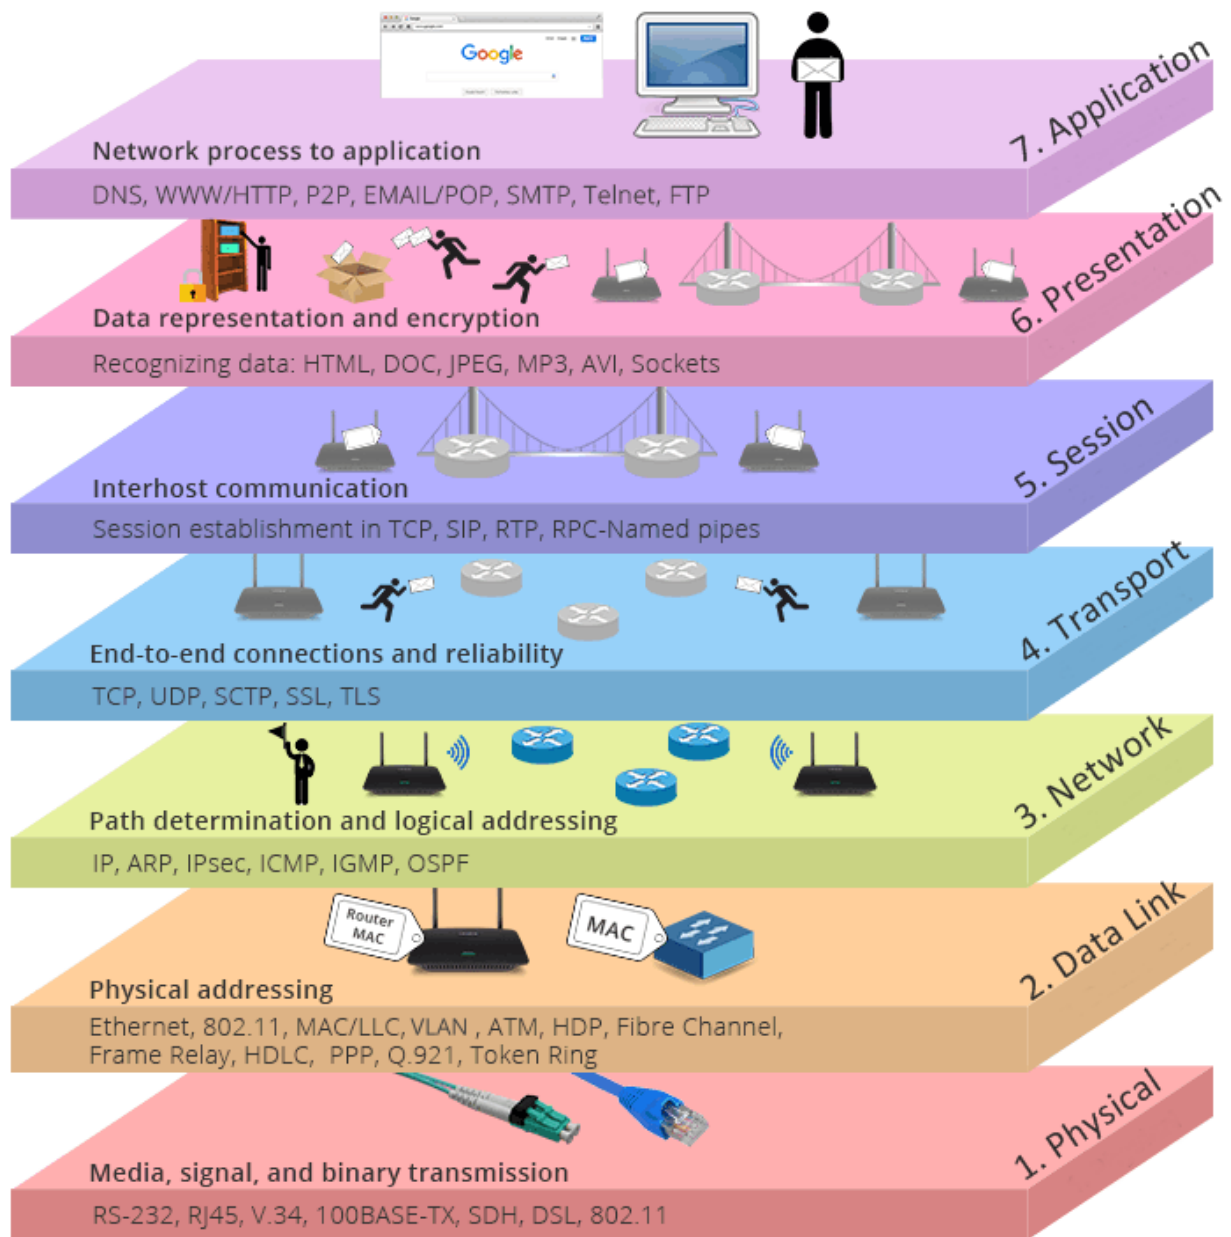 Google
Network process to application
7. Application
DNS, WWW/HTTP, P2P, EMAIL/POP, SMTP, Telnet, FTP
Data representation and encryption
6. Presentation
Recognizing data: HTML, DOC, JPEG, MP3, AVI, Sockets
Interhost communication
5. Session
Session establishment in TCP, SIP, RTP, RPC-Named pipes
End-to-end connections and reliability
4. Transport
TCP, UDP, SCTP, SSL, TLS
Path determination and logical addressing
3. Network
IP, ARP, IPsec, ICMP, IGMP, OSPF
Router
MAC
MAC
Physical addressing
2. Data Link
Ethernet, 802.11, MAC/LLC, VLAN , ATM, HDP, Fibre Channel,
Frame Relay, HDLC, PPP, Q.921, Token Ring
Media, signal, and binary transmission
1. Physical
RS-232, RJ45, V.34, 100BASE-TX, SDH, DSL, 802.11